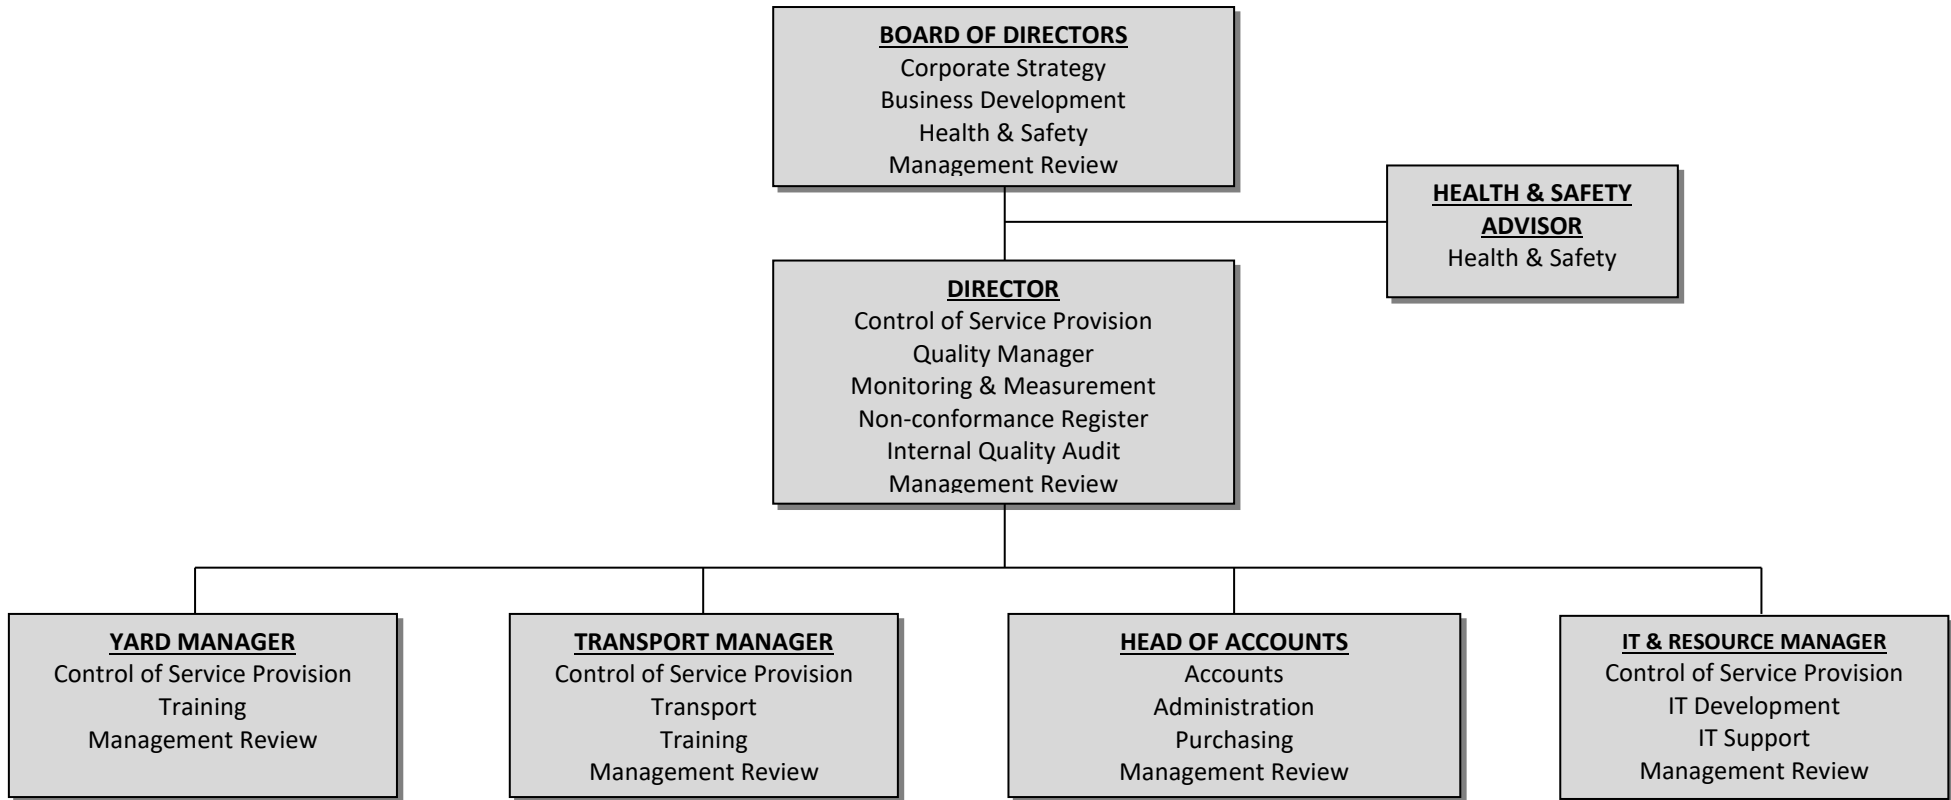 BOARD OF DIRECTORS
Corporate Strategy
Business Development
Health & Safety
Management Review
HEALTH & SAFETY
ADVISOR
Health & Safety
DIRECTOR
Control of Service Provision
Quality Manager
Monitoring & Measurement
Non-conformance Register
Internal Quality Audit
Management Review
YARD MANAGER
Control of Service Provision
Training
Management Review
TRANSPORT MANAGER
Control of Service Provision
Transport
Training
Management Review
HEAD OF ACCOUNTS
Accounts
Administration
Purchasing
Management Review
IT & RESOURCE MANAGER
Control of Service Provision
IT Development
IT Support
Management Review